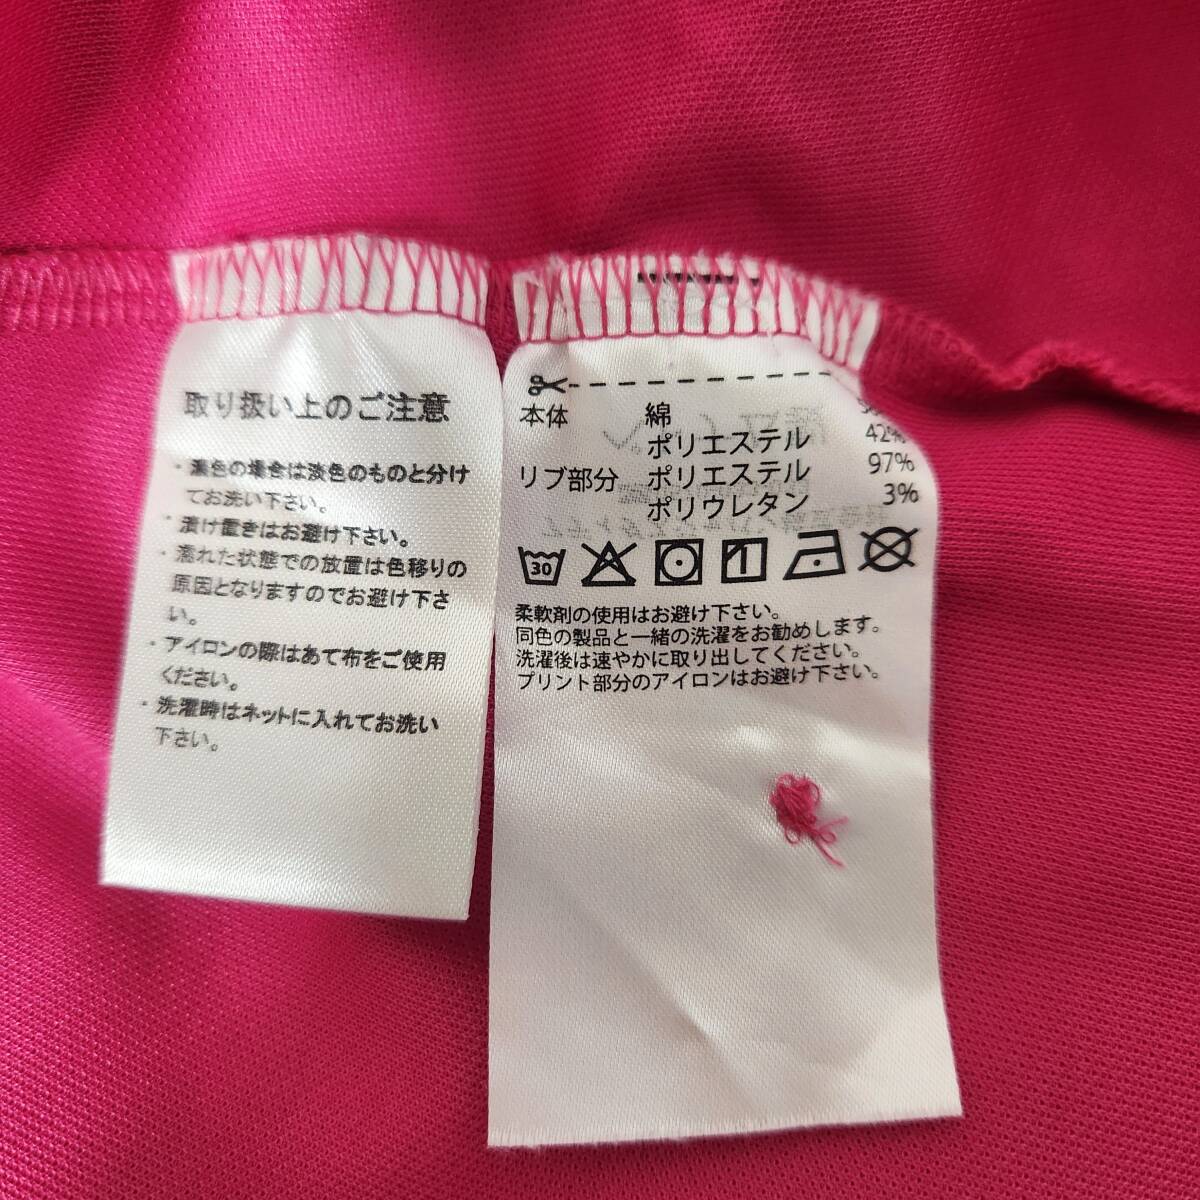 取り扱い上のご注意
・濃色の場合は淡色のものと分け
てお洗い下さい。
・漬け置きはお避け下さい。
・濡れた状態での放置は色移りの
原因となりますのでお避け下さ
い。
・アイロンの際はあて布をご使用
ください。
・洗濯時はネットに入れてお洗い
下さい。
本体 綿
ポリエステル 42%
リブ部分 ポリエステル 97%
ポリウレタン 3%
30
柔軟剤の使用はお避け下さい。
同色の製品と一緒の洗濯をお勧めします。
洗濯後は速やかに取り出してください。
プリント部分のアイロンはお避け下さい。